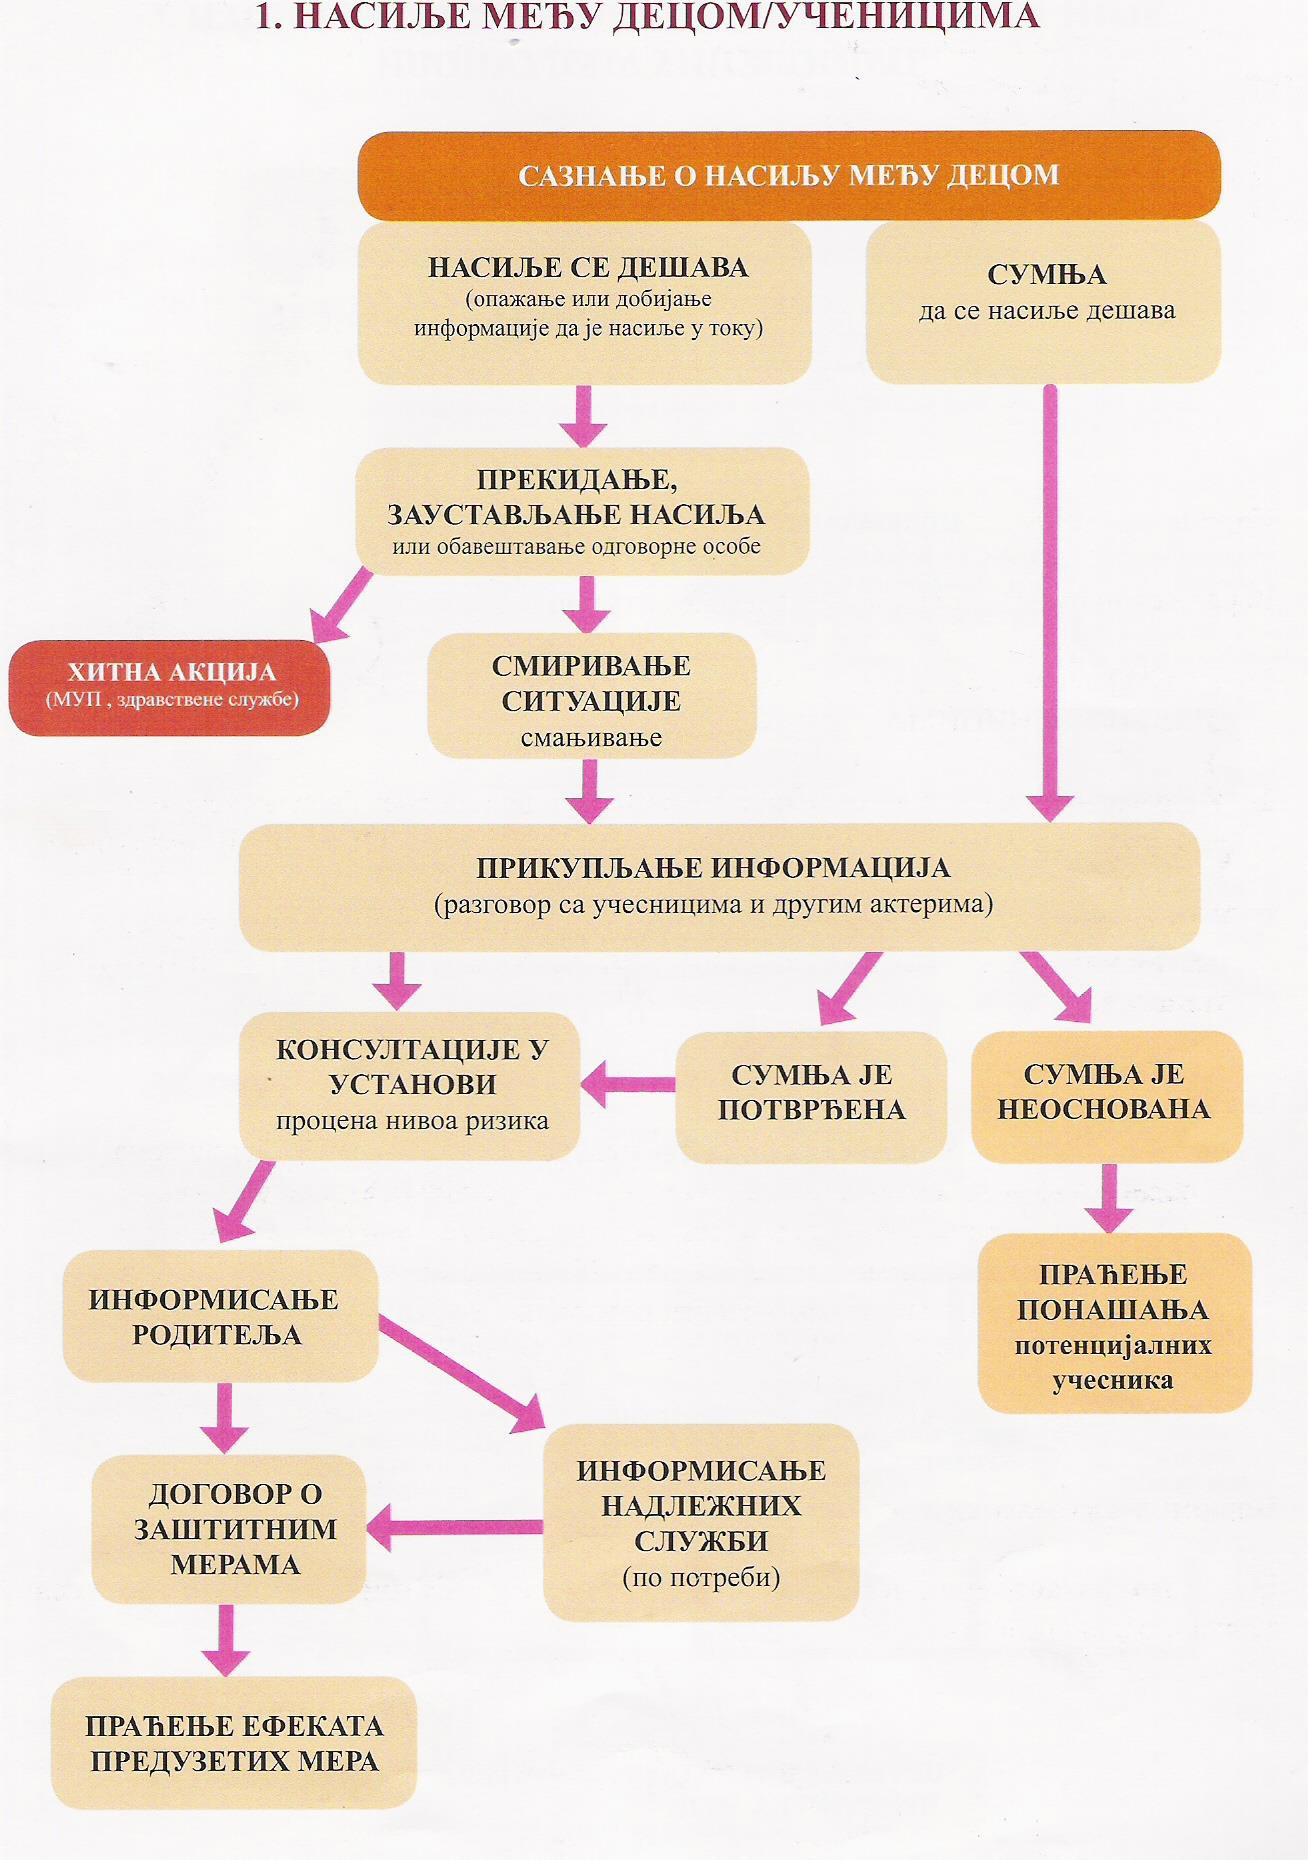 1. НАСИЉЕ МЕЂУ ДЕЦОМ/УЧЕНИЦИМА
САЗНАЊЕ О НАСИЉУ МЕЂУ ДЕЦОМ
НАСИЉЕ СЕ ДЕШАВА
(опажање или добијање
информације да је насиље у току)
СУМЊА
да се насиље дешава
ПРЕКИДАЊЕ,
ЗАУСТАВЉАЊЕ НАСИЉА
или обавештавање одговорне особе
ХИТНА АКЦИЈА
(МУП , здравствене службе)
СМИРИВАЊЕ
СИТУАЦИЈЕ
смањивање
ПРИКУПЉАЊЕ ИНФОРМАЦИЈА
(разговор са учесницима и другим актерима)
КОНСУЛТАЦИЈЕ У
УСТАНОВИ
процена нивоа ризика
СУМЊА ЈЕ
ПОТВРЂЕНА
СУМЊА ЈЕ
НЕОСНОВАНА
ИНФОРМИСАЊЕ
РОДИТЕЉА
ПРАЋЕЊЕ
ПОНАШАЊА
потенцијалних
учесника
ДОГОВОР О
ЗАШТИТНИМ
МЕРАМА
ИНФОРМИСАЊЕ
НАДЛЕЖНИХ
СЛУЖБИ
(по потреби)
ПРАЋЕЊЕ ЕФЕКАТА
ПРЕДУЗЕТИХ МЕРА